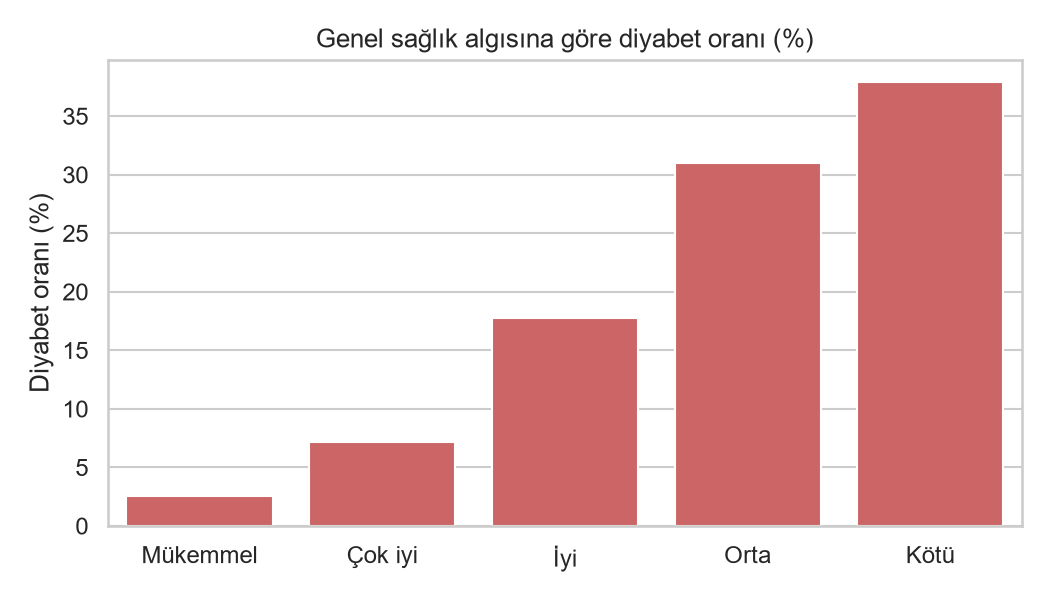 Genel sağlık algısına göre diyabet oranı (%)
Diyabet oranı (%)
35
30
25
20
15
10
5
0
Mükemmel Çok iyi İyi Orta Kötü